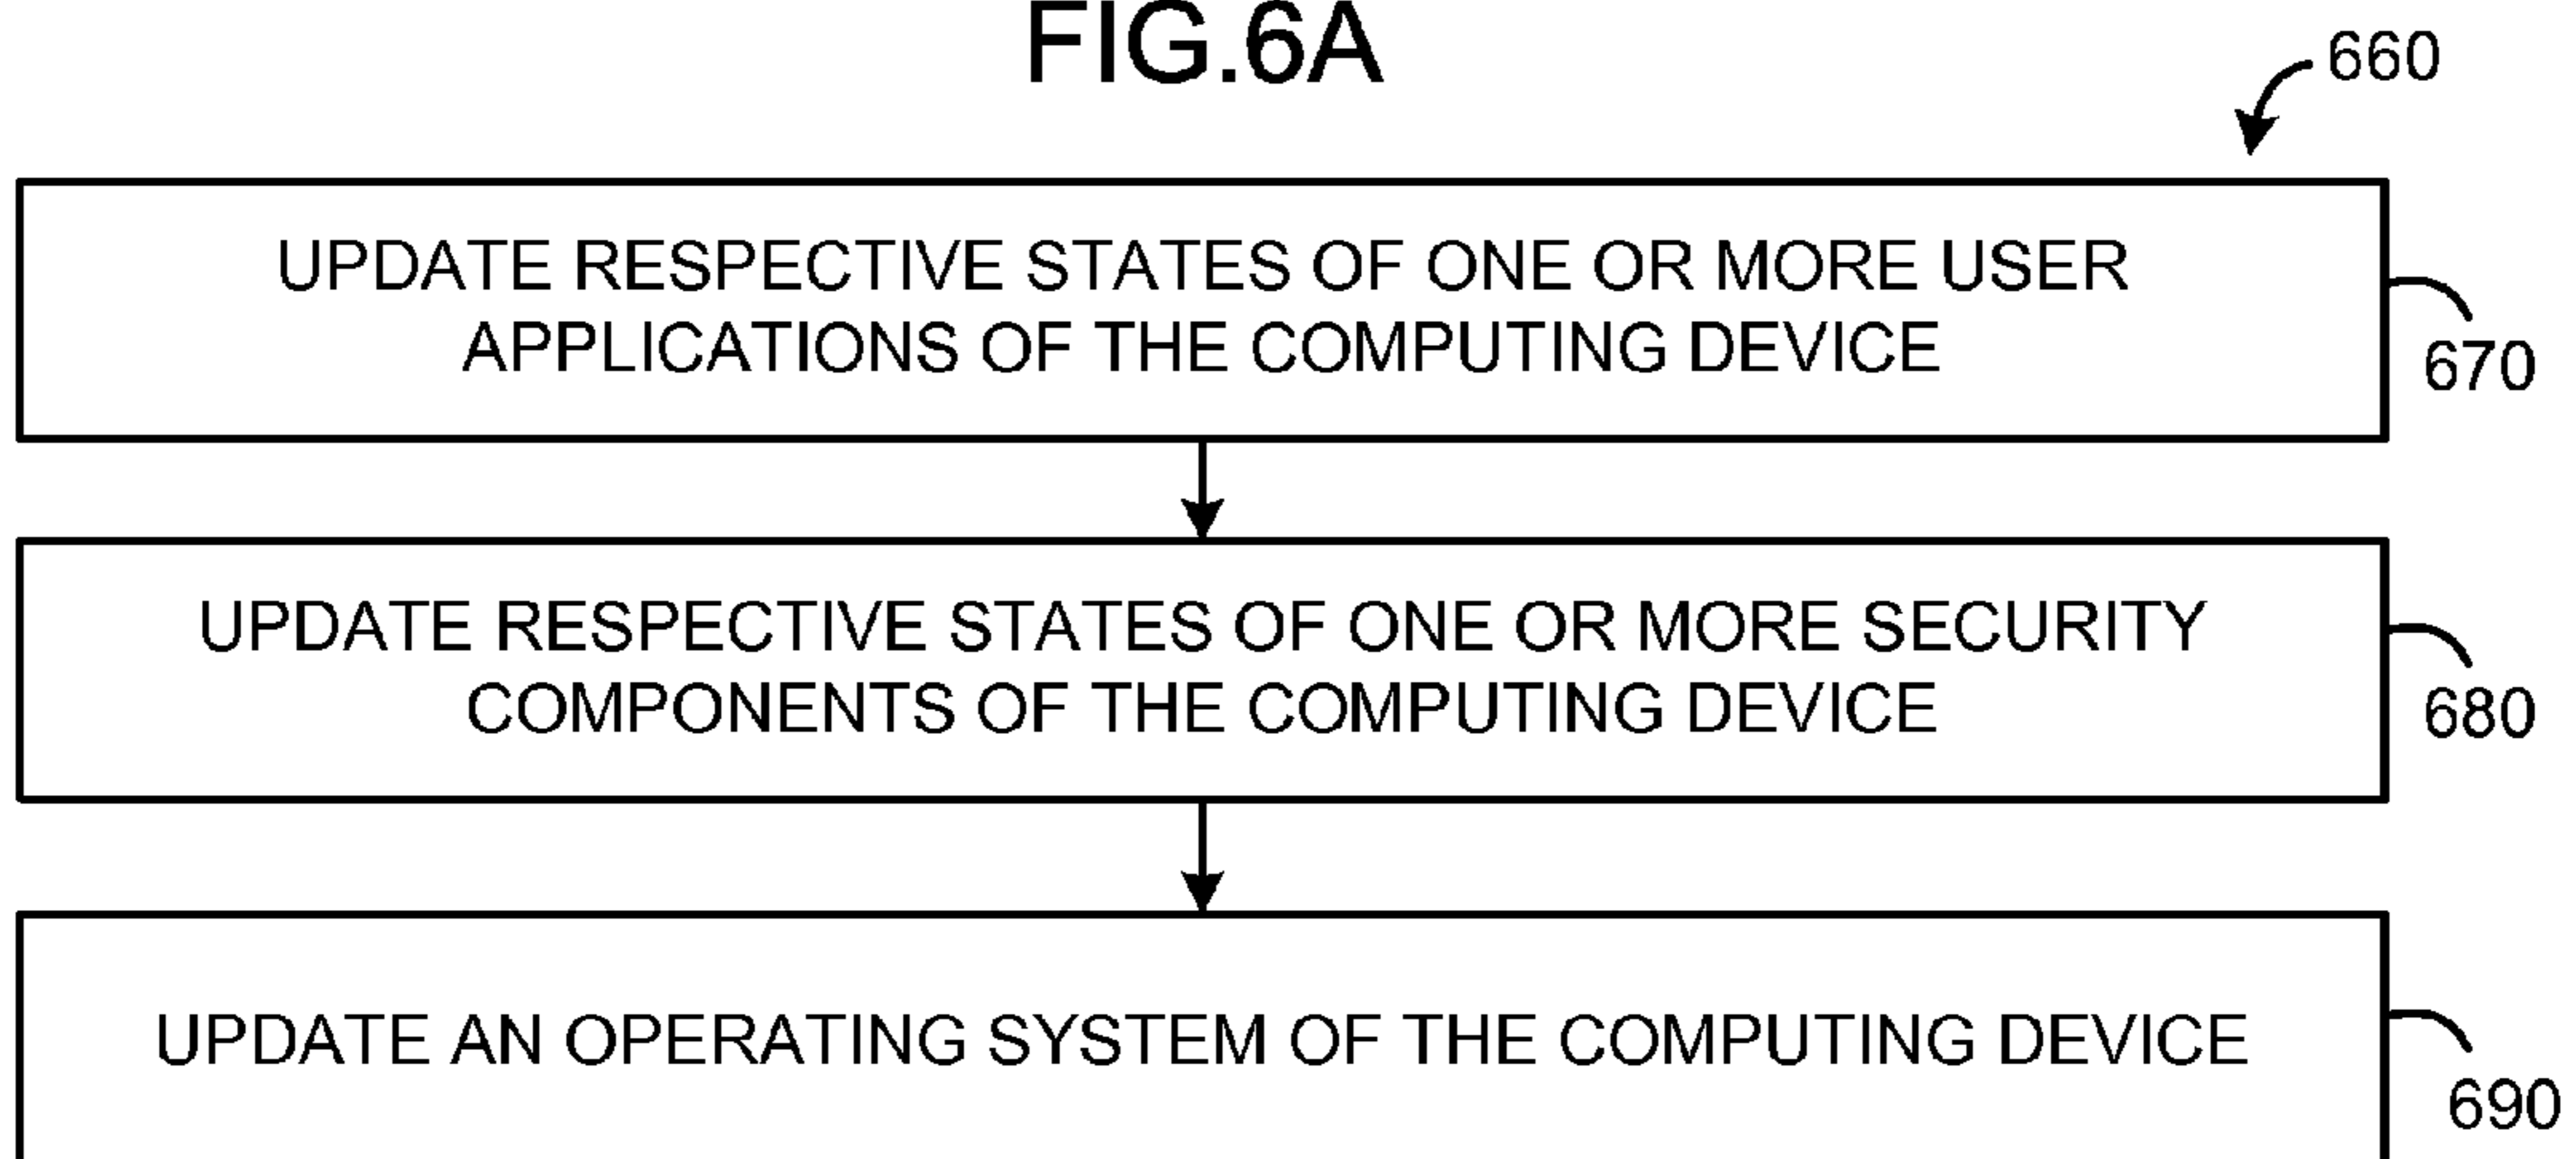 FIG.6A
660
UPDATE RESPECTIVE STATES OF ONE OR MORE USER
APPLICATIONS OF THE COMPUTING DEVICE
670
UPDATE RESPECTIVE STATES OF ONE OR MORE SECURITY
COMPONENTS OF THE COMPUTING DEVICE
680
UPDATE AN OPERATING SYSTEM OF THE COMPUTING DEVICE
690